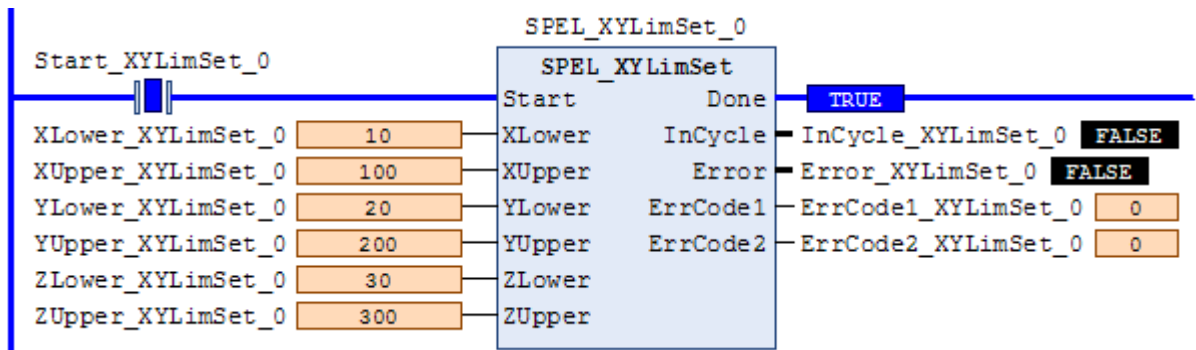 SPEL_XYLimSet_0
Start_XYLimSet_0 SPEL_XYLimSet
Start Done TRUE
XLower_XYLimSet_0 10 XLower InCycle InCycle_XYLimSet_0 FALSE
XUpper_XYLimSet_0 100 XUpper Error Error_XYLimSet_0 FALSE
YLower_XYLimSet_0 20 YLower ErrCode1 ErrCode1_XYLimSet_0 0
YUpper_XYLimSet_0 200 YUpper ErrCode2 ErrCode2_XYLimSet_0 0
ZLower_XYLimSet_0 30 ZLower
ZUpper_XYLimSet_0 300 ZUpper